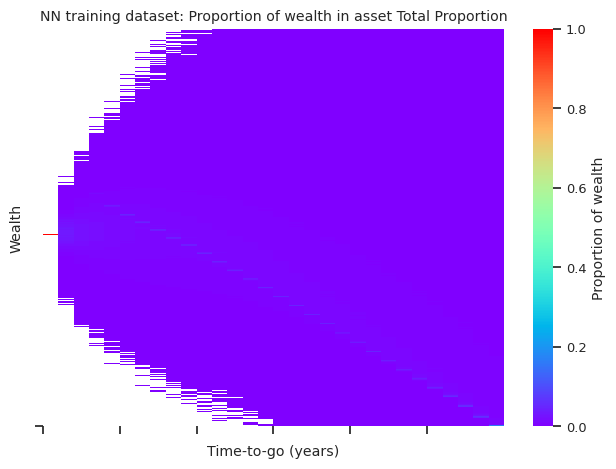 NN training dataset: Proportion of wealth in asset Total Proportion
Wealth
Time-to-go (years)
1.0
0.8
0.6
0.4
0.2
0.0
Proportion of wealth